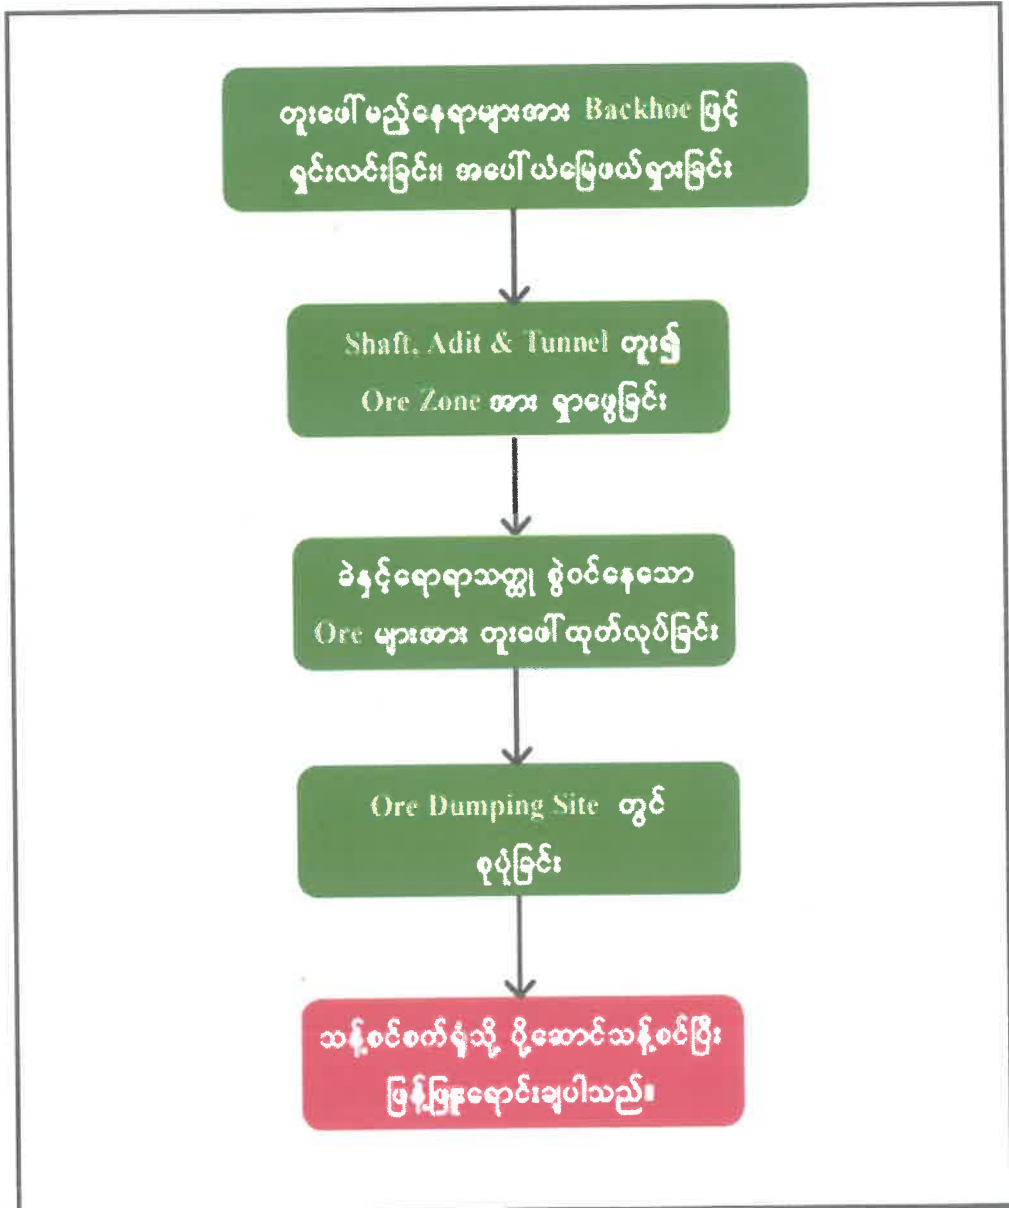 တူးဖေါ်မည့်နေရာများအား Backhoe ဖြင့်
ရှင်းလင်းခြင်း၊ အပေါ်ယံမြေဖယ်ရှားခြင်း
Shaft, Adit & Tunnel တူး၍
Ore Zone အား ရှာဖွေခြင်း
ခဲနှင့်ရောရာသတ္တု စွဲဝင်နေသော
Ore များအား တူးဖေါ်ထုတ်လုပ်ခြင်း
Ore Dumping Site တွင်
စုပုံခြင်း
သန့်စင်စက်ရုံသို့ ပို့ဆောင်သန့်စင်ပြီး
ဖြန့်ဖြူးရောင်းချပါသည်။